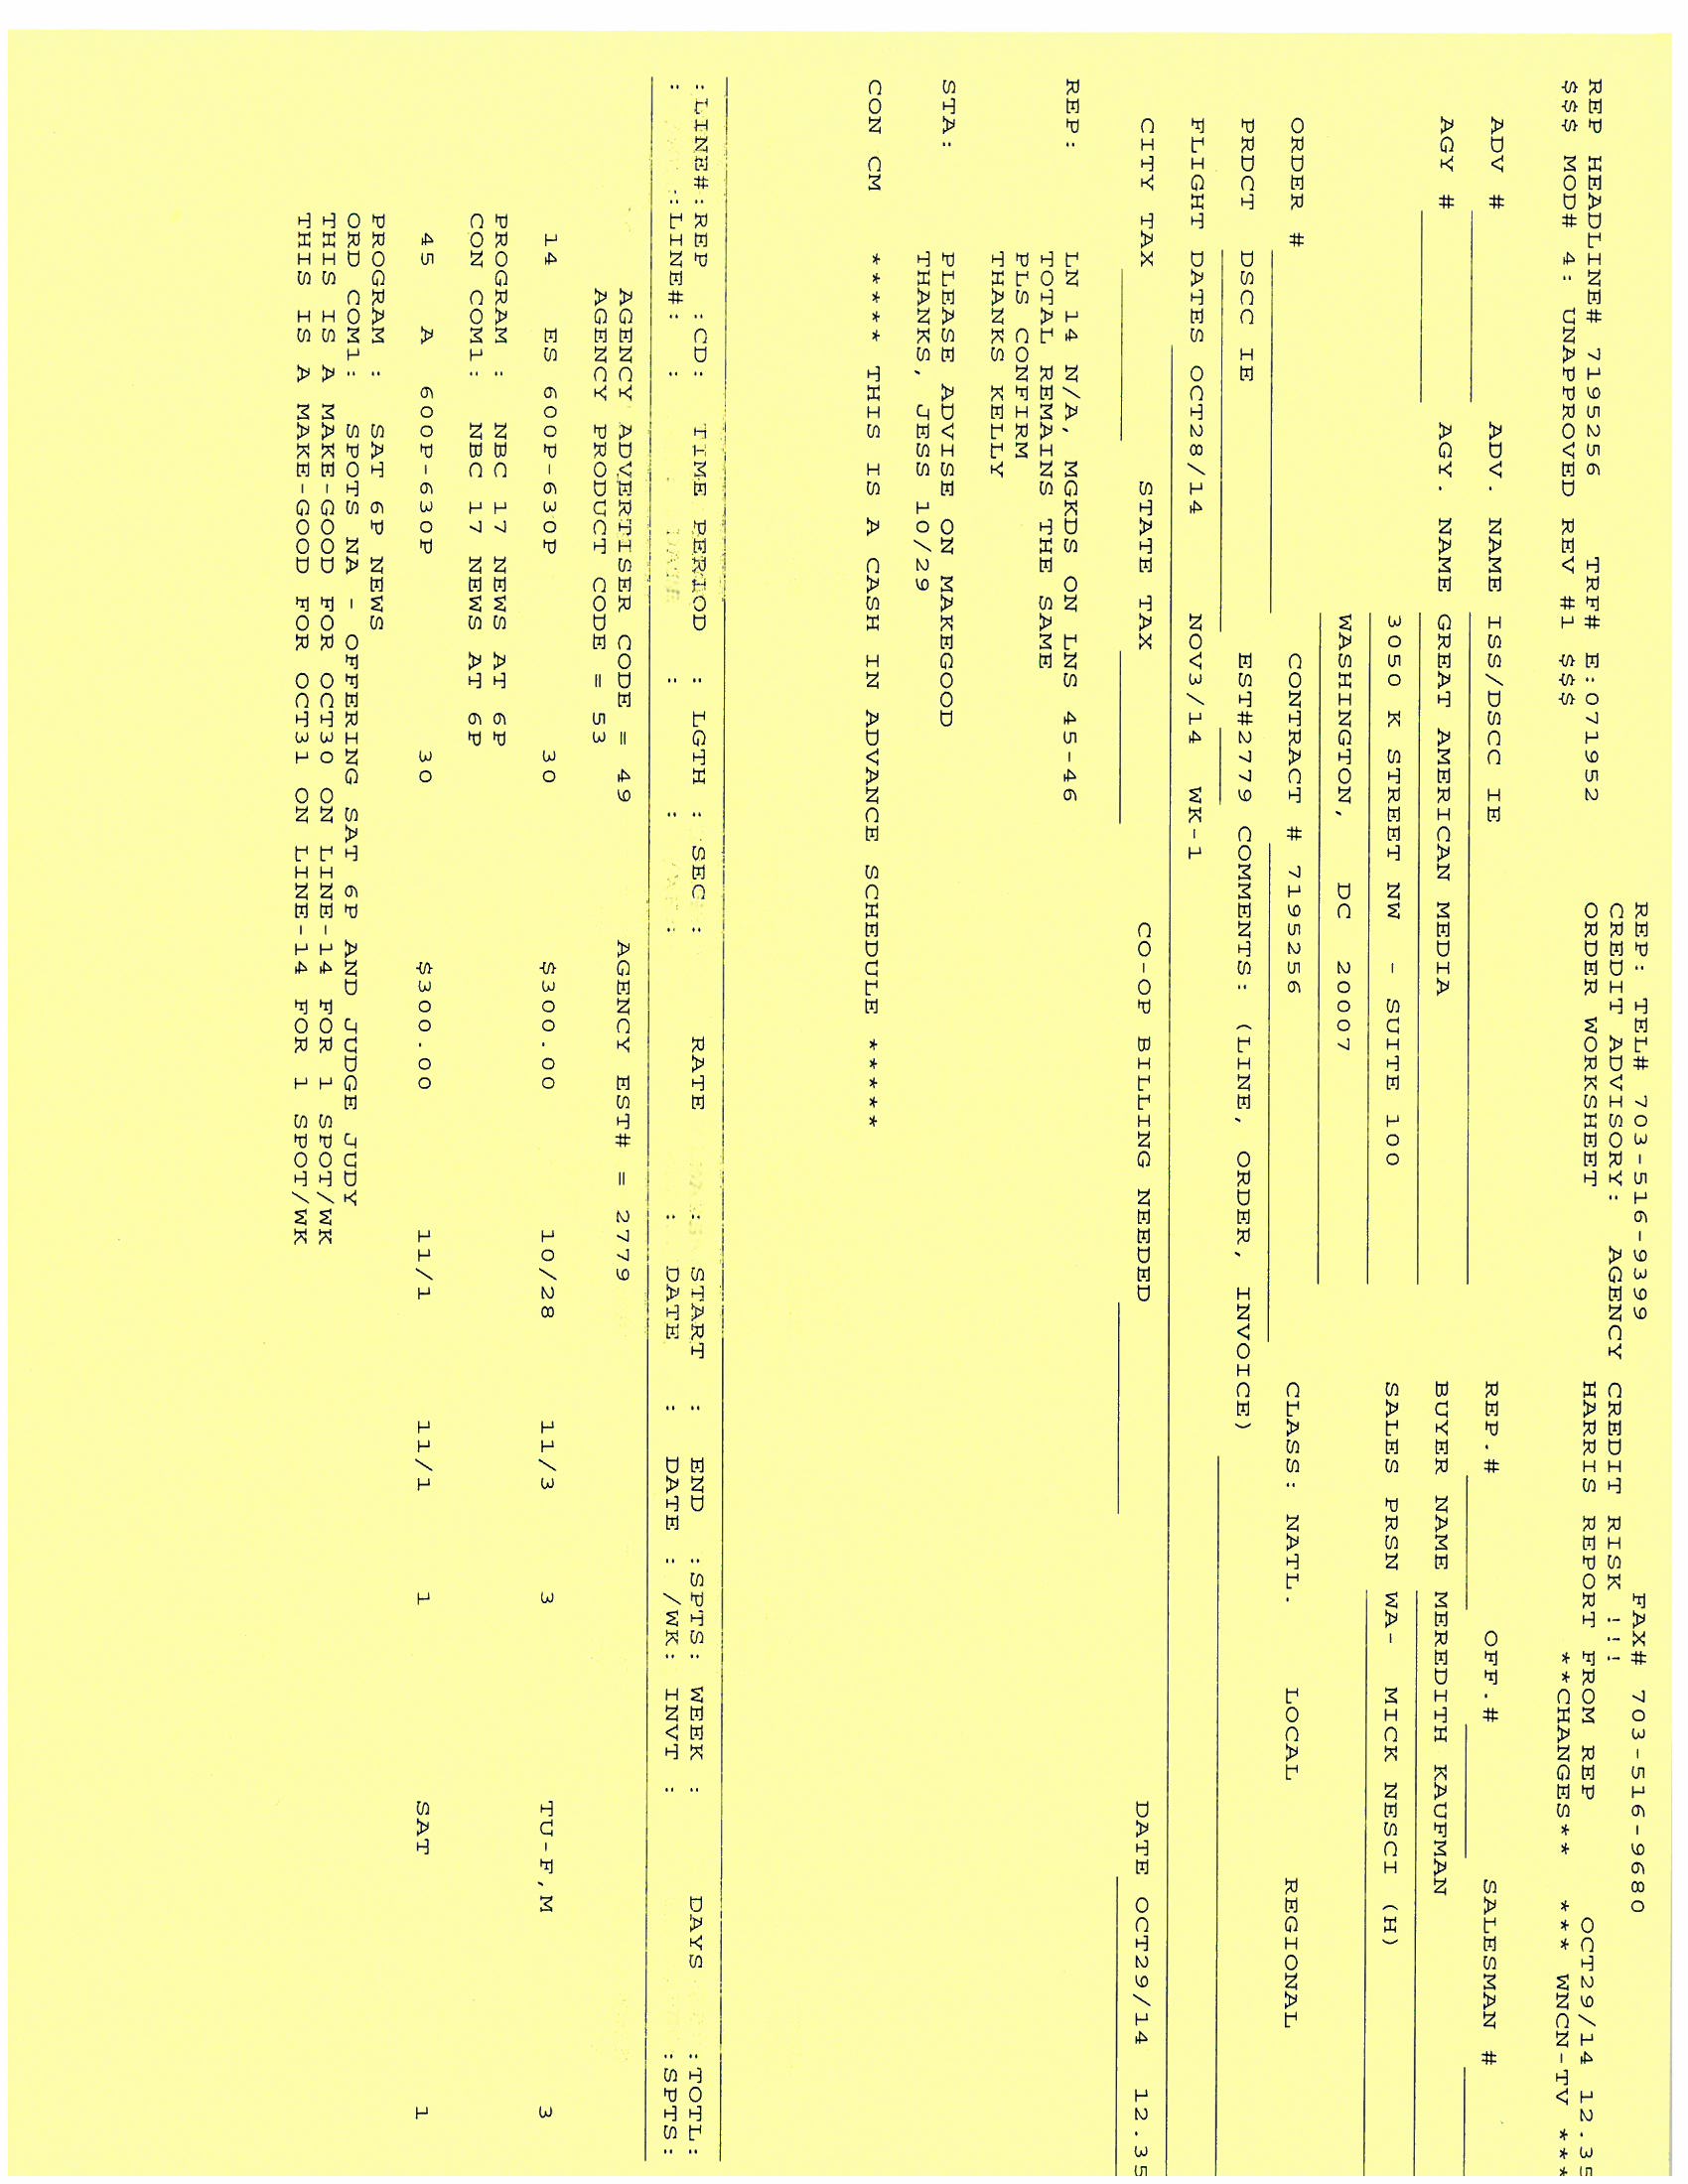 REP: TEL# 703-516-9399 FAX# 703-516-9680
CREDIT ADVISORY: AGENCY CREDIT RISK !!!
ORDER WORKSHEET HARRIS REPORT FROM REP OCT29/14 12.35
REP HEADLINE# 7195256 TRF# E:071952 **CHANGES** *** WNCN-TV ***
$$$ MOD# 4: UNAPPROVED REV #1 $$$
ADV # ADV. NAME ISS/DSCC IE REP.# OFF.# SALESMAN #
AGY # AGY. NAME GREAT AMERICAN MEDIA BUYER NAME MEREDITH KAUFMAN
3050 K STREET NW - SUITE 100 SALES PRSN WA- MICK NESCI (H)
WASHINGTON, DC 20007
ORDER # CONTRACT # 7195256 CLASS: NATL. LOCAL REGIONAL
PRDCT DSCC IE EST#2779 COMMENTS: (LINE, ORDER, INVOICE)
FLIGHT DATES OCT28/14 NOV3/14 WK-1
CITY TAX STATE TAX CO-OP BILLING NEEDED DATE OCT29/14 12.35
REP: LN 14 N/A, MGKDS ON LNS 45-46
TOTAL REMAINS THE SAME
PLS CONFIRM
THANKS KELLY
STA: PLEASE ADVISE ON MAKEGOOD
THANKS, JESS 10/29
CON CM ***** THIS IS A CASH IN ADVANCE SCHEDULE *****
:LINE#:REP :CD: TIME PERIOD : LGTH : SEC : RATE : START : END :SPTS: WEEK : DAYS :TOTL:
: :LINE#: : : : : : DATE : DATE : /WK: INVT : :SPTS:
AGENCY ADVERTISER CODE = 49 AGENCY EST# = 2779
AGENCY PRODUCT CODE = 53
14 ES 600P-630P 30 $300.00 10/28 11/3 3 TU-F,M 3
PROGRAM : NBC 17 NEWS AT 6P
CON COM1: NBC 17 NEWS AT 6P
45 A 600P-630P 30 $300.00 11/1 11/1 1 SAT 1
PROGRAM : SAT 6P NEWS
ORD COM1: SPOTS NA - OFFERING SAT 6P AND JUDGE JUDY
THIS IS A MAKE-GOOD FOR OCT30 ON LINE-14 FOR 1 SPOT/WK
THIS IS A MAKE-GOOD FOR OCT31 ON LINE-14 FOR 1 SPOT/WK